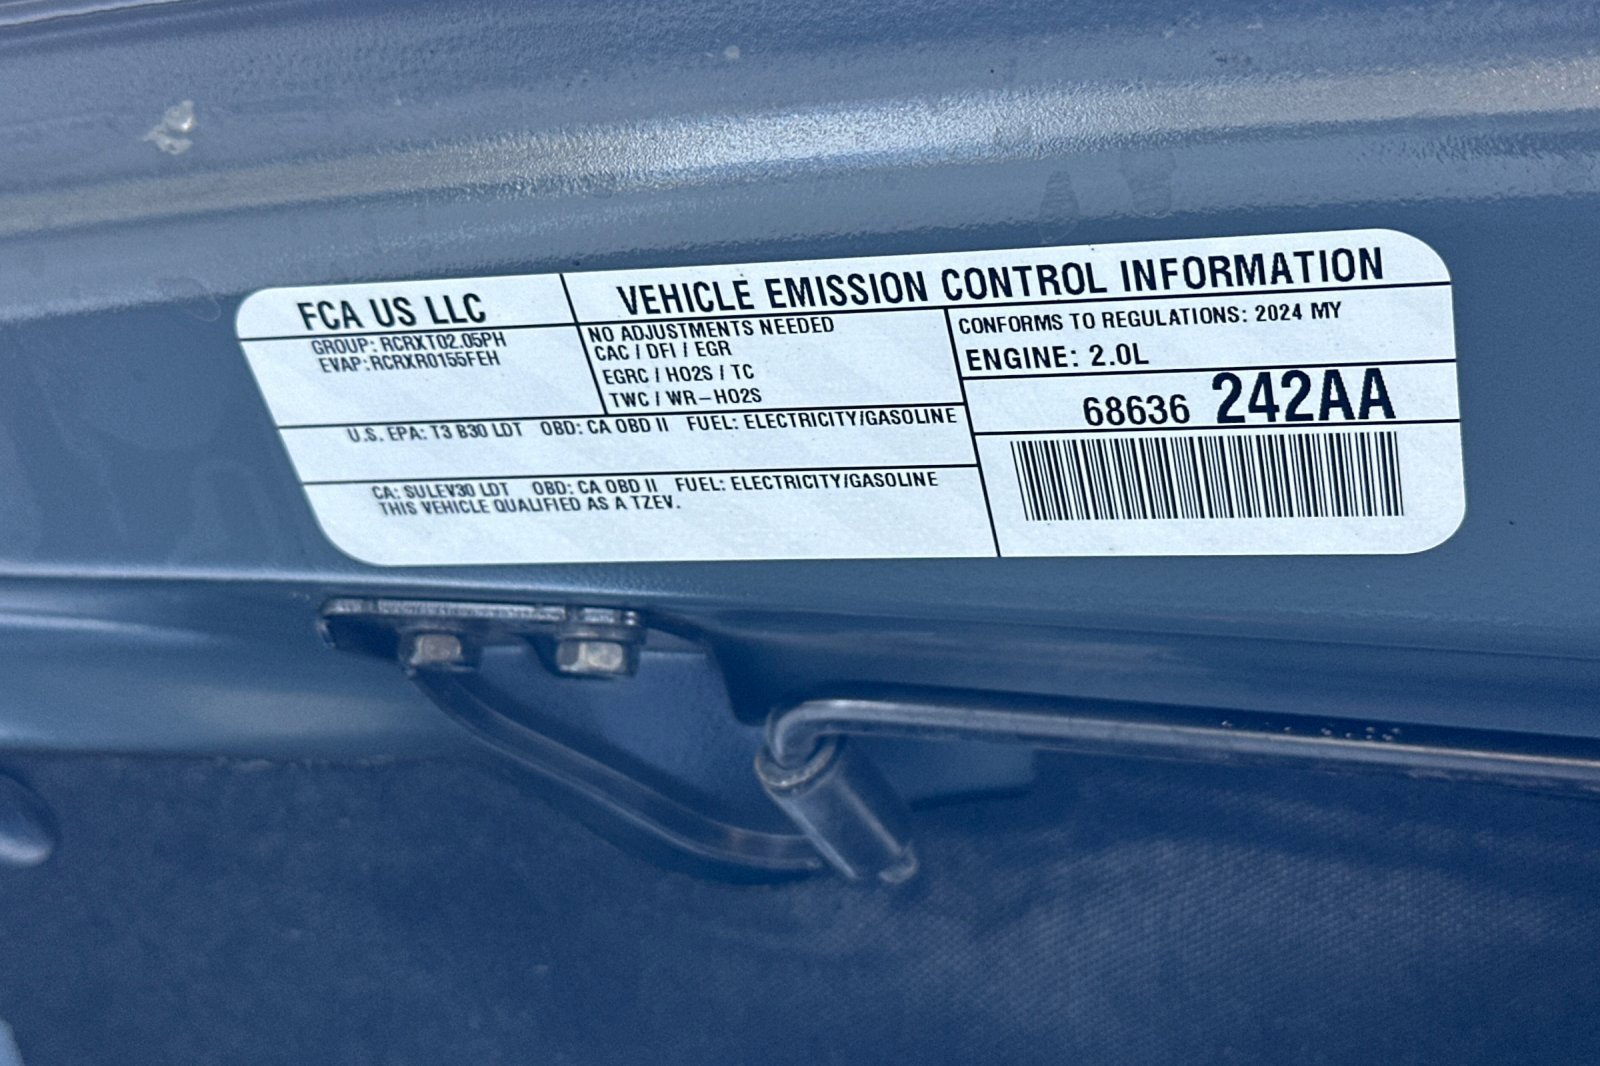 FCA US LLC
VEHICLE EMISSION CONTROL INFORMATION
GROUP: RCRXT02.05PH
EVAP: RCRXR0155FEH
NO ADJUSTMENTS NEEDED
CAC / DFI / EGR
EGRC / HO2S / TC
TWC / WR-HO2S
CONFORMS TO REGULATIONS: 2024 MY
ENGINE: 2.0L
68636 242AA
U.S. EPA: T3 B30 LDT OBD: CA OBD II FUEL: ELECTRICITY/GASOLINE
CA: SULEV30 LDT OBD: CA OBD II FUEL: ELECTRICITY/GASOLINE
THIS VEHICLE QUALIFIED AS A TZEV.